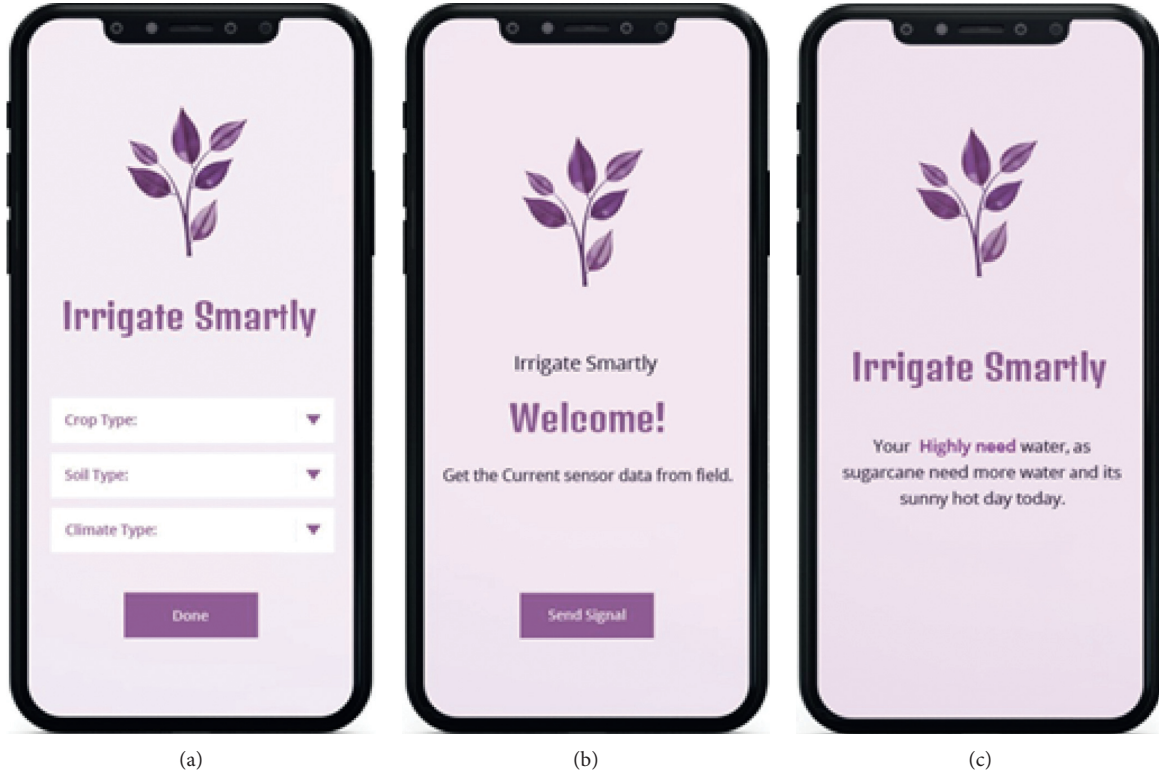 Irrigate Smartly
Crop Type:
Soil Type:
Climate Type:
Done
(a)
Irrigate Smartly
Welcome!
Get the Current sensor data from field.
Send Signal
(b)
Irrigate Smartly
Your Highly need water, as
sugarcane need more water and its
sunny hot day today.
(c)